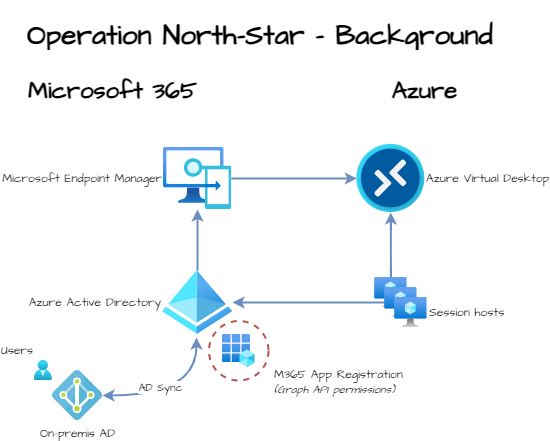 Operation North-Star - Background
Microsoft 365
Azure
Microsoft Endpoint Manager
Azure Virtual Desktop
Azure Active Directory
Session hosts
Users
M365 App Registration
(Graph API permissions)
AD Sync
On-premis AD